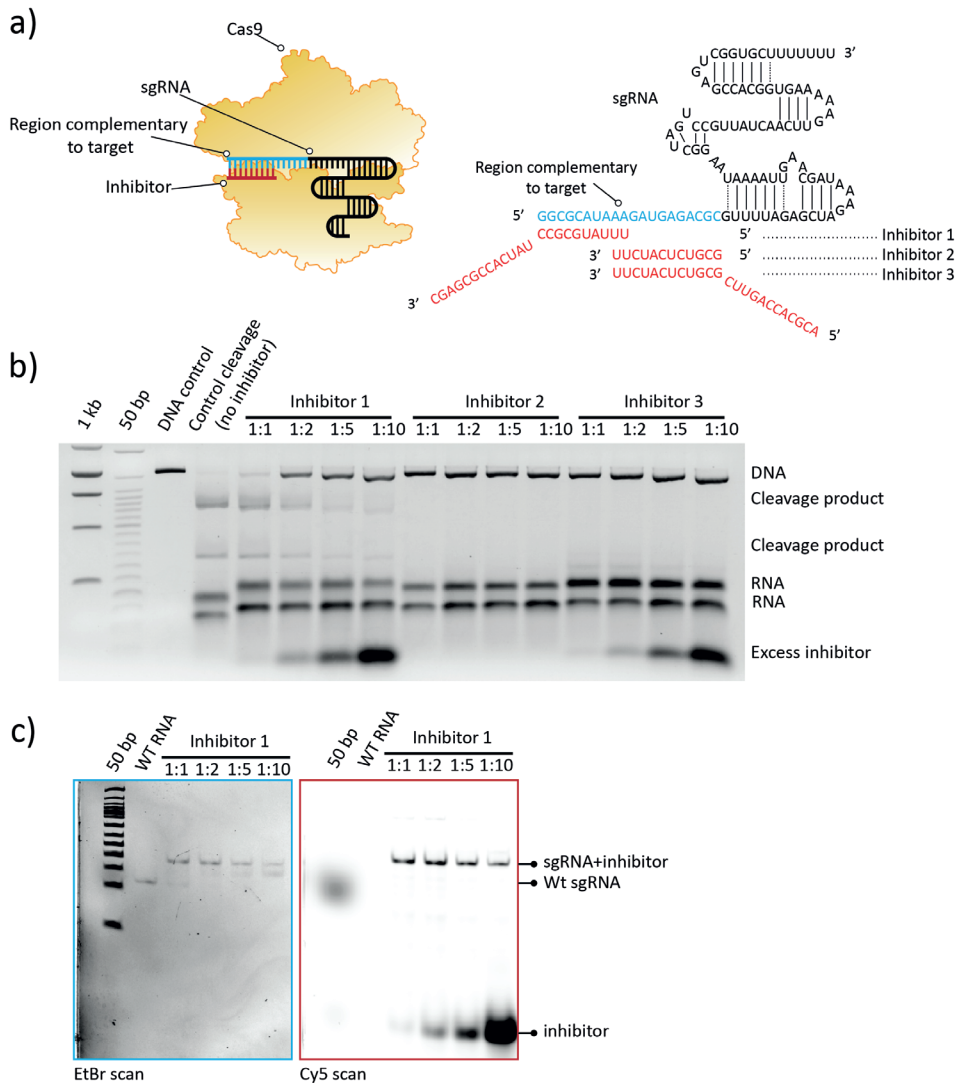 a)
Cas9
sgRNA
Region complementary
to target
Inhibitor
sgRNA
UCGGUGCUUUUUUU 3’
GAGCCACGGUGAAAAAG
UUCAACUAUUGCCUGAUCGGAA
UAAAAUUGAACGAUAAAG
Region complementary
to target
5’ GGCGCAUAAAGAUGAGACGCGUUUUAGAGCUA
CCGCGUAUUU 5’ Inhibitor 1
CGAGCGCCACUAU
3’
3’ UUCUACUCUGCG 5’ Inhibitor 2
3’ UUCUACUCUGCG Inhibitor 3
CUUGACCACGCA 5’
b)
1 kb
50 bp
DNA control
Control cleavage
(no inhibitor)
Inhibitor 1 Inhibitor 2 Inhibitor 3
1:1 1:2 1:5 1:10 1:1 1:2 1:5 1:10 1:1 1:2 1:5 1:10
DNA
Cleavage product
Cleavage product
RNA
RNA
Excess inhibitor
c)
50 bp
WT RNA
Inhibitor 1
1:1 1:2 1:5 1:10
50 bp
WT RNA
Inhibitor 1
1:1 1:2 1:5 1:10
sgRNA+inhibitor
Wt sgRNA
inhibitor
EtBr scan
Cy5 scan